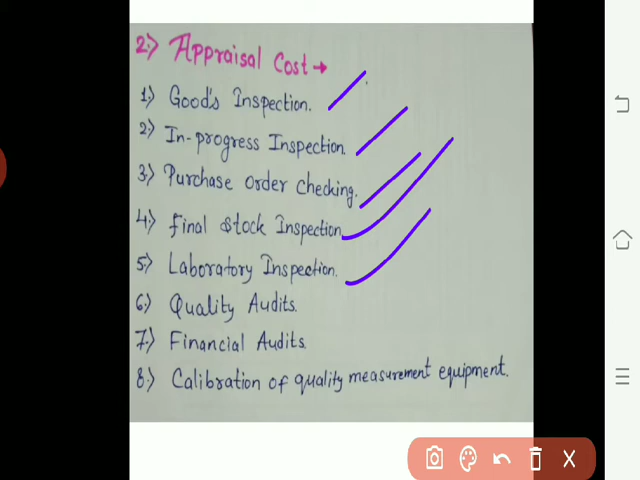 2:) Appraisal Cost →
1:) Good's Inspection.
2:) In-progress Inspection.
3:) Purchase order checking.
4:) Final stock Inspection
5:) Laboratory Inspection.
6:) Quality Audits.
7:) Financial Audits
8:) Calibration of quality measurement equipment.